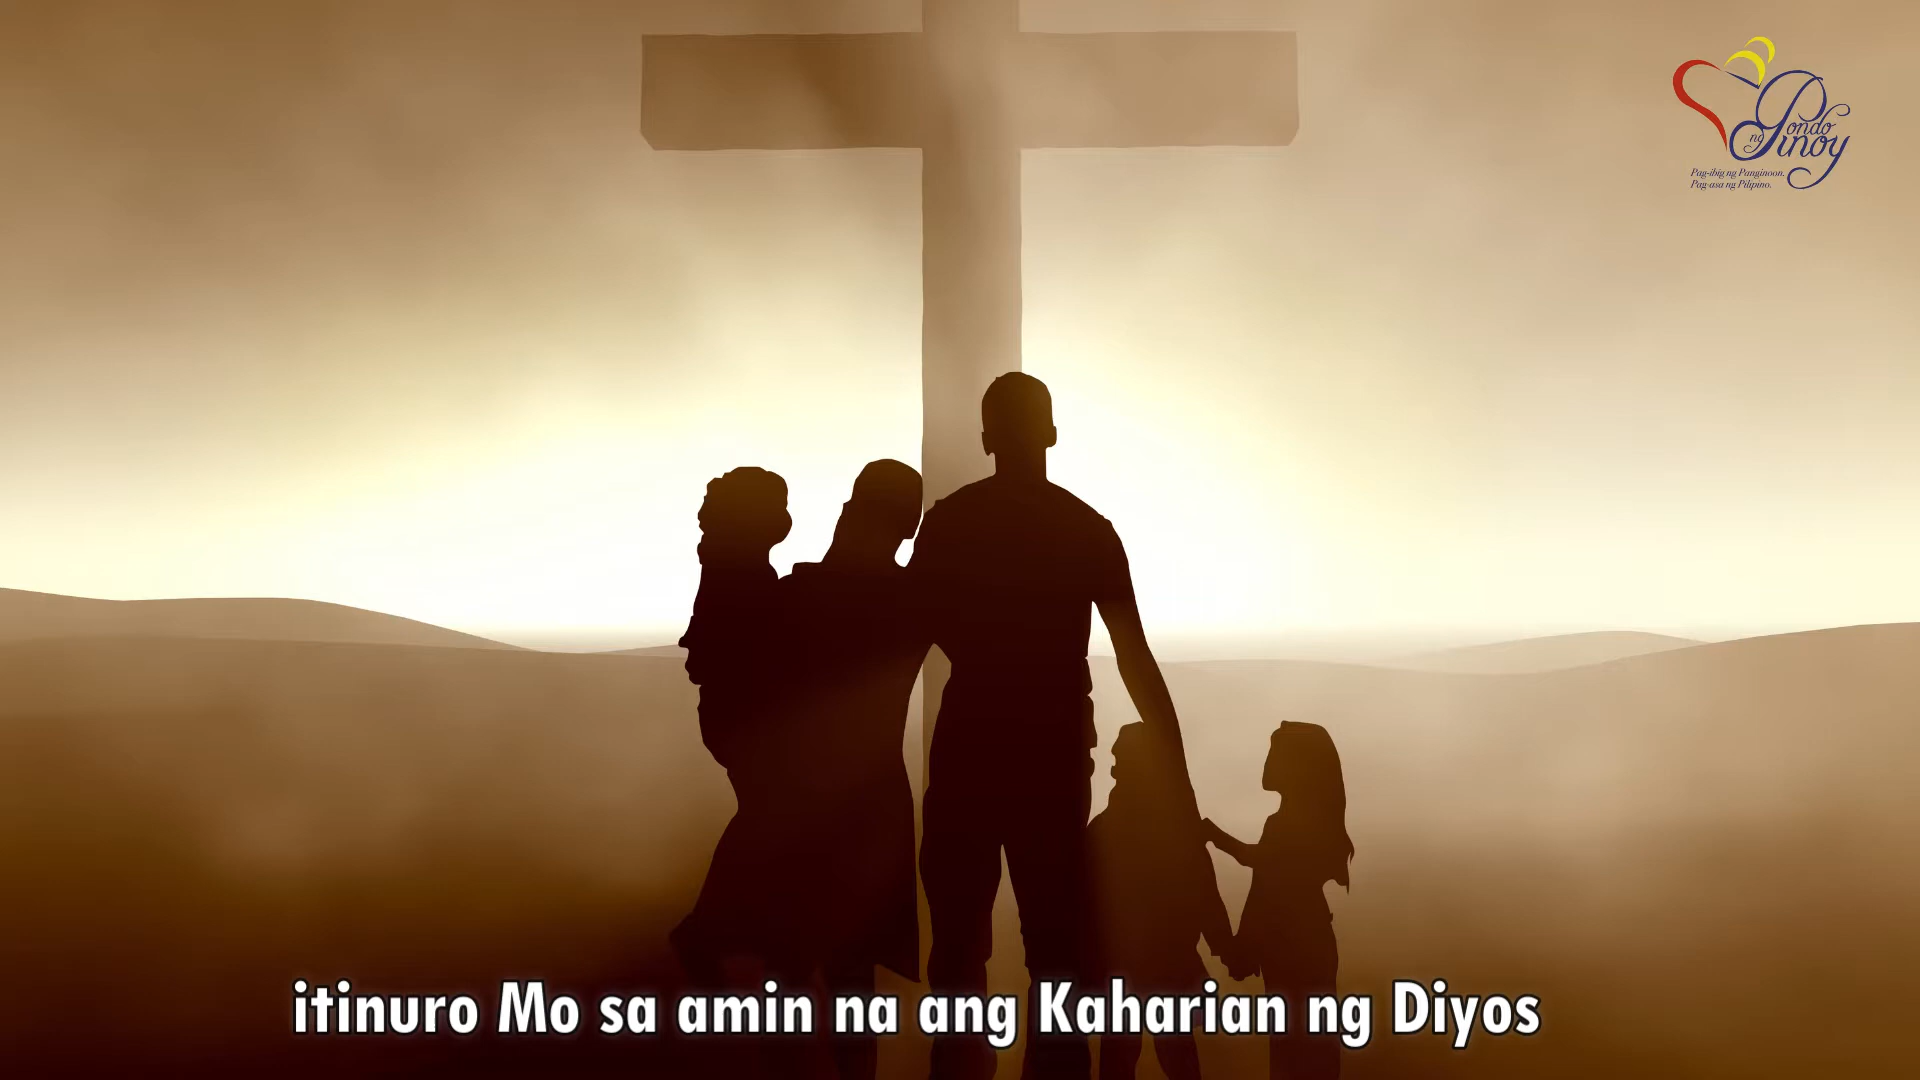 Pondo
ng Pinoy
Pag-ibig ng Panginoon.
Pag-asa ng Pilipino.
itinuro Mo sa amin na ang Kaharian ng Diyos